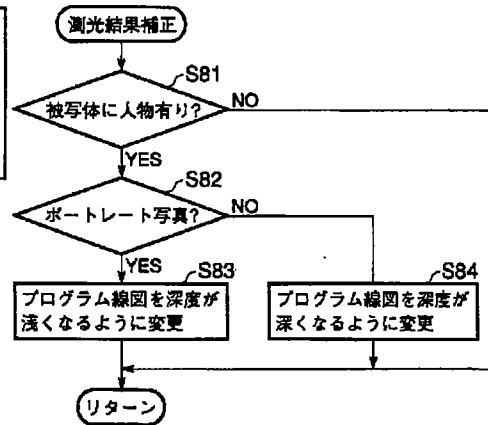 測光結果補正
S81
被写体に人物有り?
NO
YES
S82
ポートレート写真?
NO
YES
S83
プログラム線図を深度が
浅くなるように変更
S84
プログラム線図を深度が
深くなるように変更
リターン